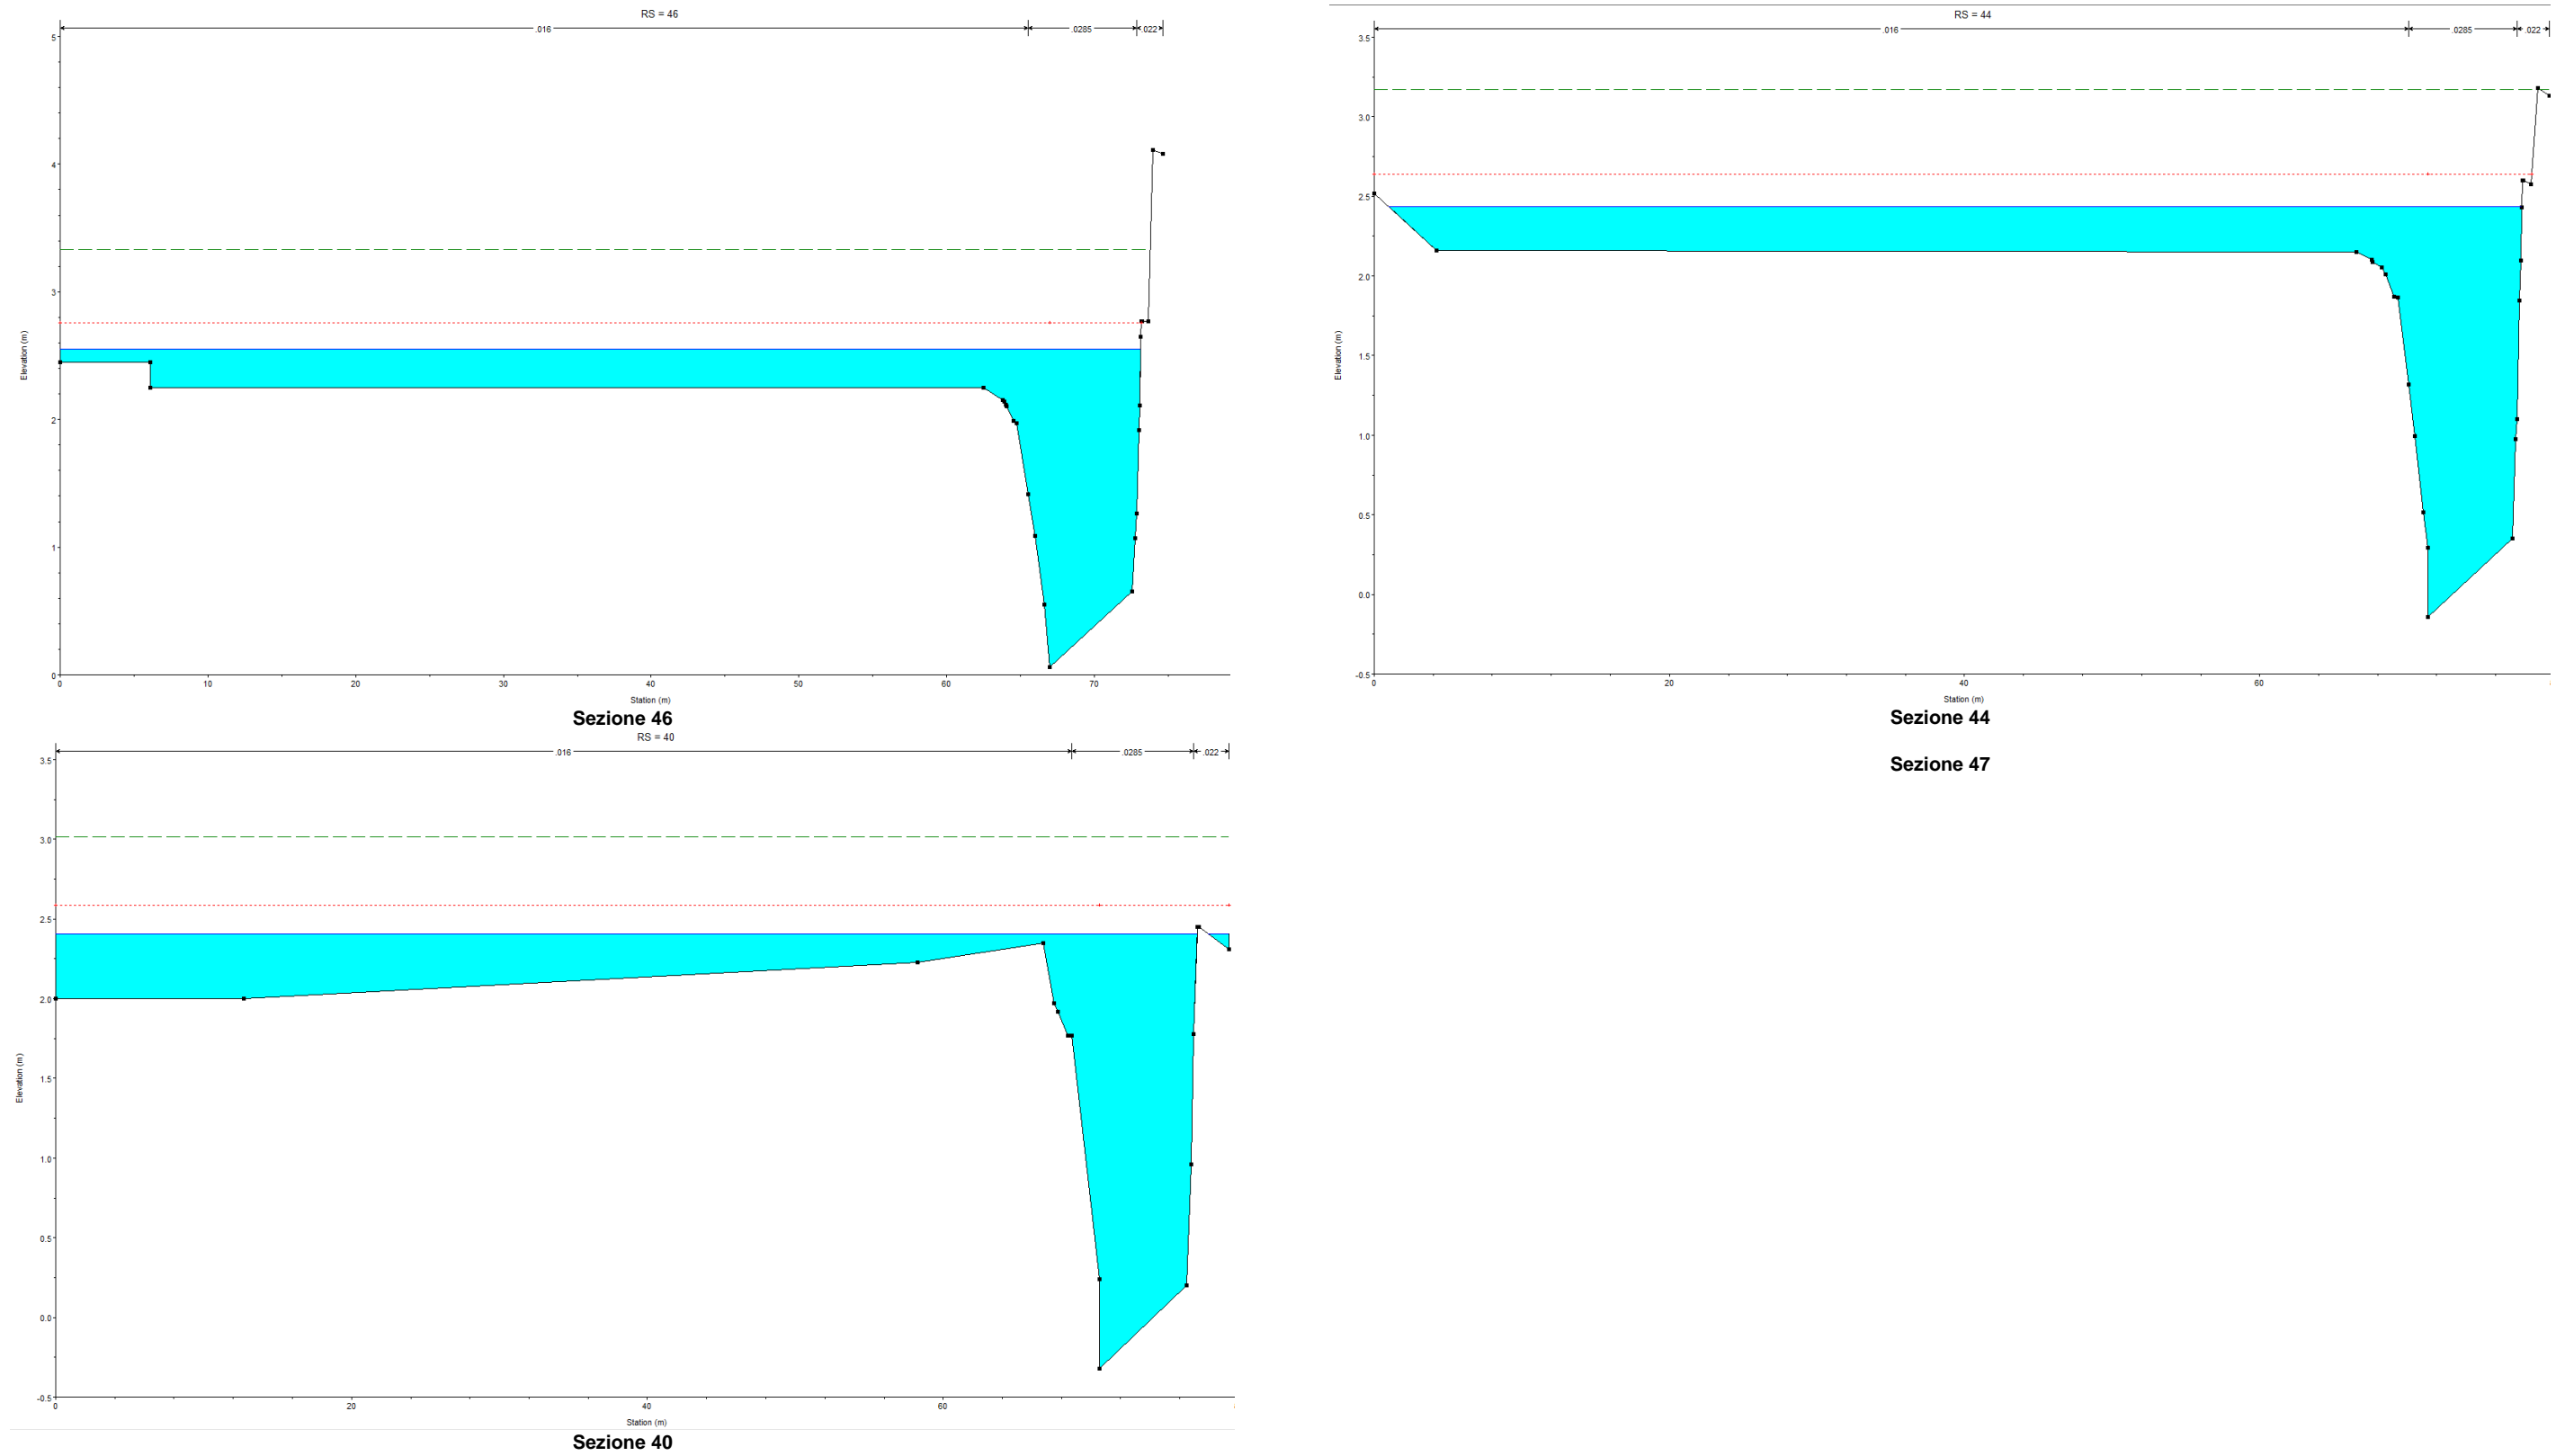 RS = 46
.016 .0285 .022
5
4
3
2
1
0
Elevation (m)
0 10 20 30 40 50 60 70
Station (m)
Sezione 46
RS = 44
.016 .0285 .022
3.5
3.0
2.5
2.0
1.5
1.0
0.5
0.0
-0.5
Elevation (m)
0 20 40 60
Station (m)
Sezione 44
RS = 40
.016 .0285 .022
3.5
3.0
2.5
2.0
1.5
1.0
0.5
0.0
-0.5
Elevation (m)
0 20 40 60
Station (m)
Sezione 40
Sezione 47